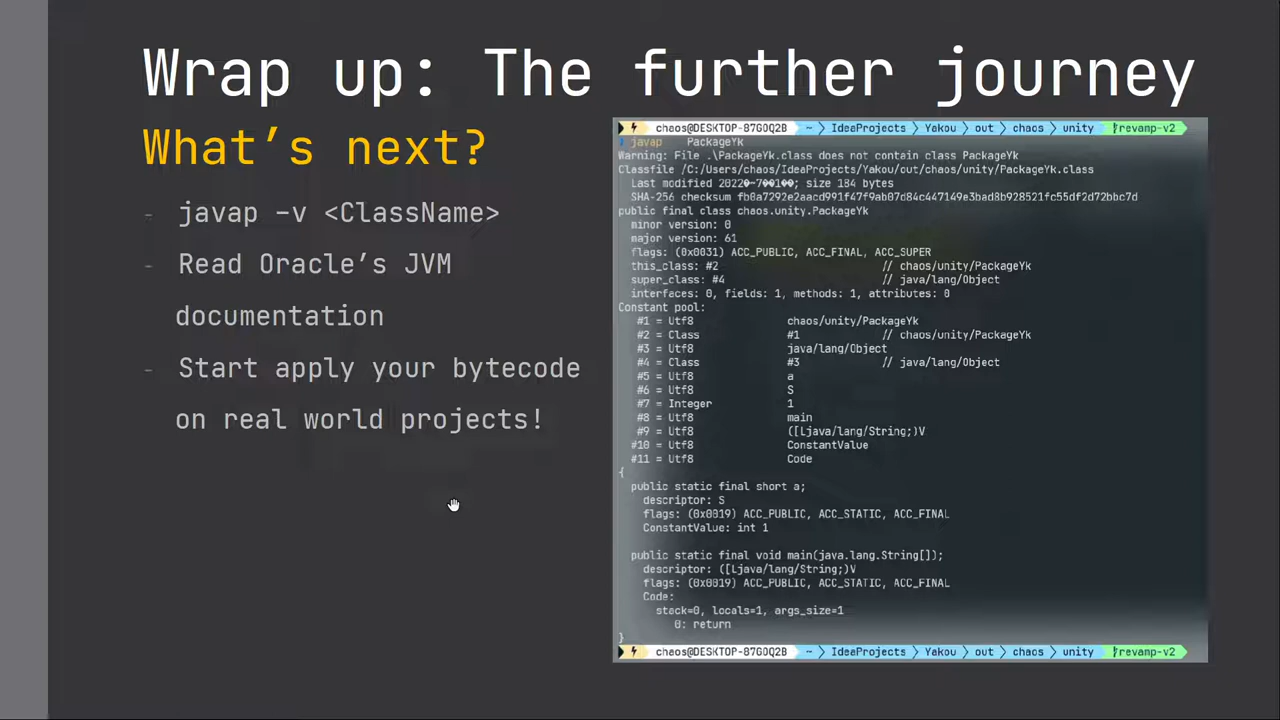 Wrap up: The further journey
What's next?
- javap –v <ClassName>
- Read Oracle's JVM
documentation
- Start apply your bytecode
on real world projects!
chaos@DESKTOP-87G0Q2B ~ IdeaProjects Yakou out chaos unity revamp-v2
javap PackageYk
Warning: File .\PackageYk.class does not contain class PackageYk
Classfile /C:/Users/chaos/IdeaProjects/Yakou/out/chaos/unity/PackageYk.class
Last modified 2022�~7��1��; size 184 bytes
SHA-256 checksum fb0a7292e2aacd991f47f9ab07d84c447149e3bad8b928521fc55df2d72bbc7d
public final class chaos.unity.PackageYk
minor version: 0
major version: 61
flags: (0x0031) ACC_PUBLIC, ACC_FINAL, ACC_SUPER
this_class: #2 // chaos/unity/PackageYk
super_class: #4 // java/lang/Object
interfaces: 0, fields: 1, methods: 1, attributes: 0
Constant pool:
#1 = Utf8 chaos/unity/PackageYk
#2 = Class #1 // chaos/unity/PackageYk
#3 = Utf8 java/lang/Object
#4 = Class #3 // java/lang/Object
#5 = Utf8 a
#6 = Utf8 S
#7 = Integer 1
#8 = Utf8 main
#9 = Utf8 ([Ljava/lang/String;)V
#10 = Utf8 ConstantValue
#11 = Utf8 Code
{
public static final short a;
descriptor: S
flags: (0x0019) ACC_PUBLIC, ACC_STATIC, ACC_FINAL
ConstantValue: int 1
public static final void main(java.lang.String[]);
descriptor: ([Ljava/lang/String;)V
flags: (0x0019) ACC_PUBLIC, ACC_STATIC, ACC_FINAL
Code:
stack=0, locals=1, args_size=1
0: return
}
chaos@DESKTOP-87G0Q2B ~ IdeaProjects Yakou out chaos unity revamp-v2